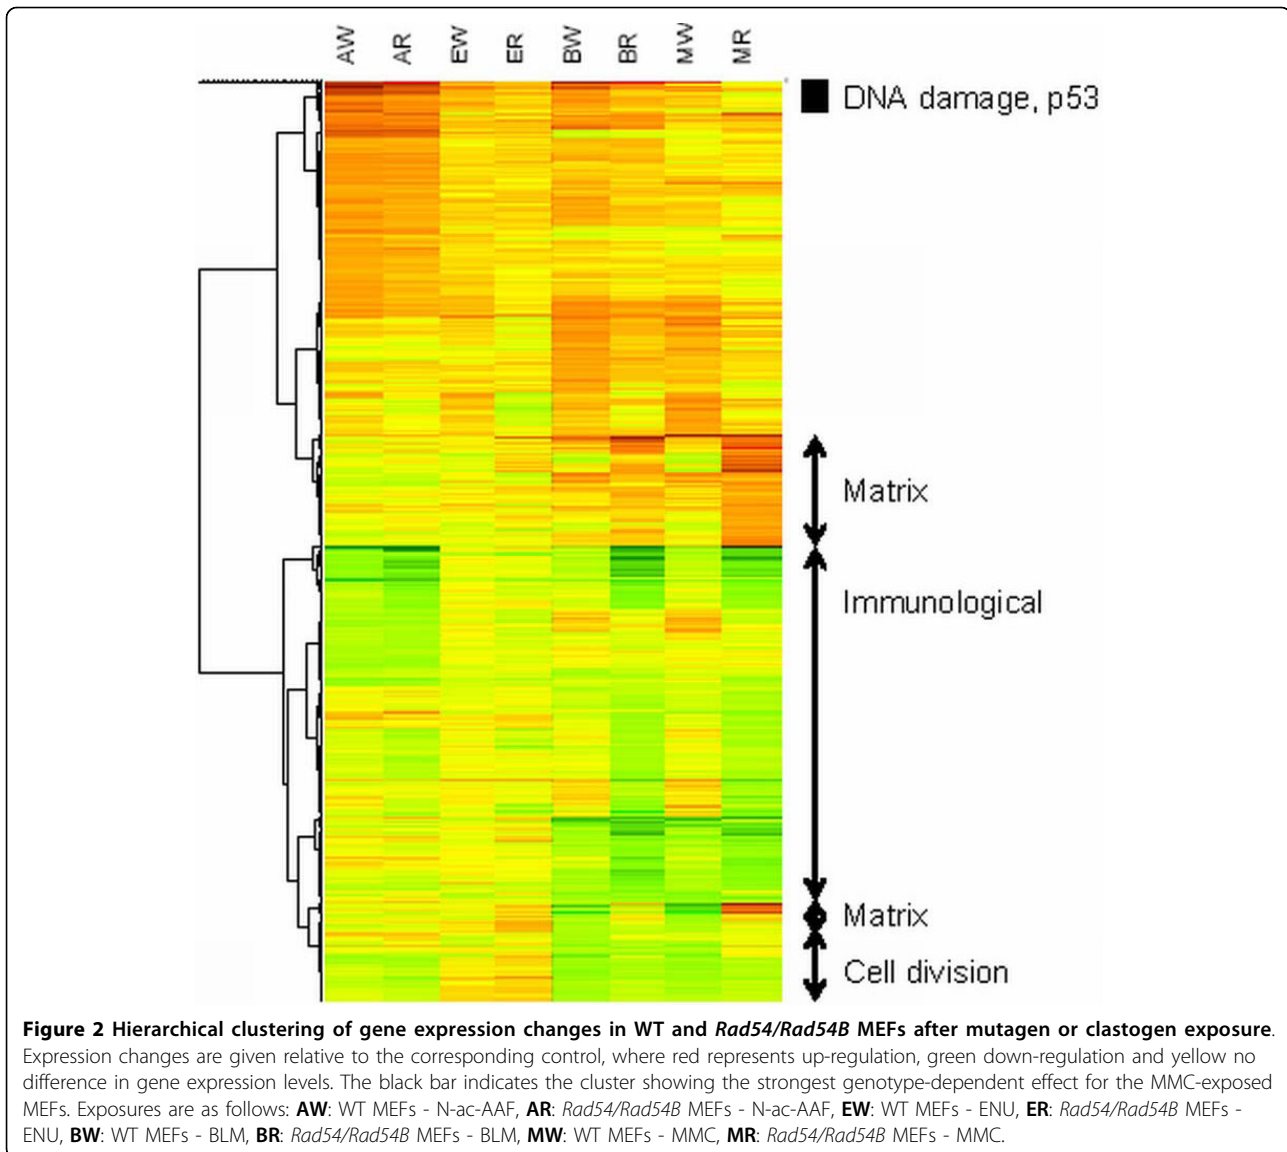 AW AR EW ER BW BR MW MR
DNA damage, p53
Matrix
Immunological
Matrix
Cell division
Figure 2 Hierarchical clustering of gene expression changes in WT and Rad54/Rad54B MEFs after mutagen or clastogen exposure.
Expression changes are given relative to the corresponding control, where red represents up-regulation, green down-regulation and yellow no
difference in gene expression levels. The black bar indicates the cluster showing the strongest genotype-dependent effect for the MMC-exposed
MEFs. Exposures are as follows: AW: WT MEFs - N-ac-AAF, AR: Rad54/Rad54B MEFs - N-ac-AAF, EW: WT MEFs - ENU, ER: Rad54/Rad54B MEFs -
ENU, BW: WT MEFs - BLM, BR: Rad54/Rad54B MEFs - BLM, MW: WT MEFs - MMC, MR: Rad54/Rad54B MEFs - MMC.